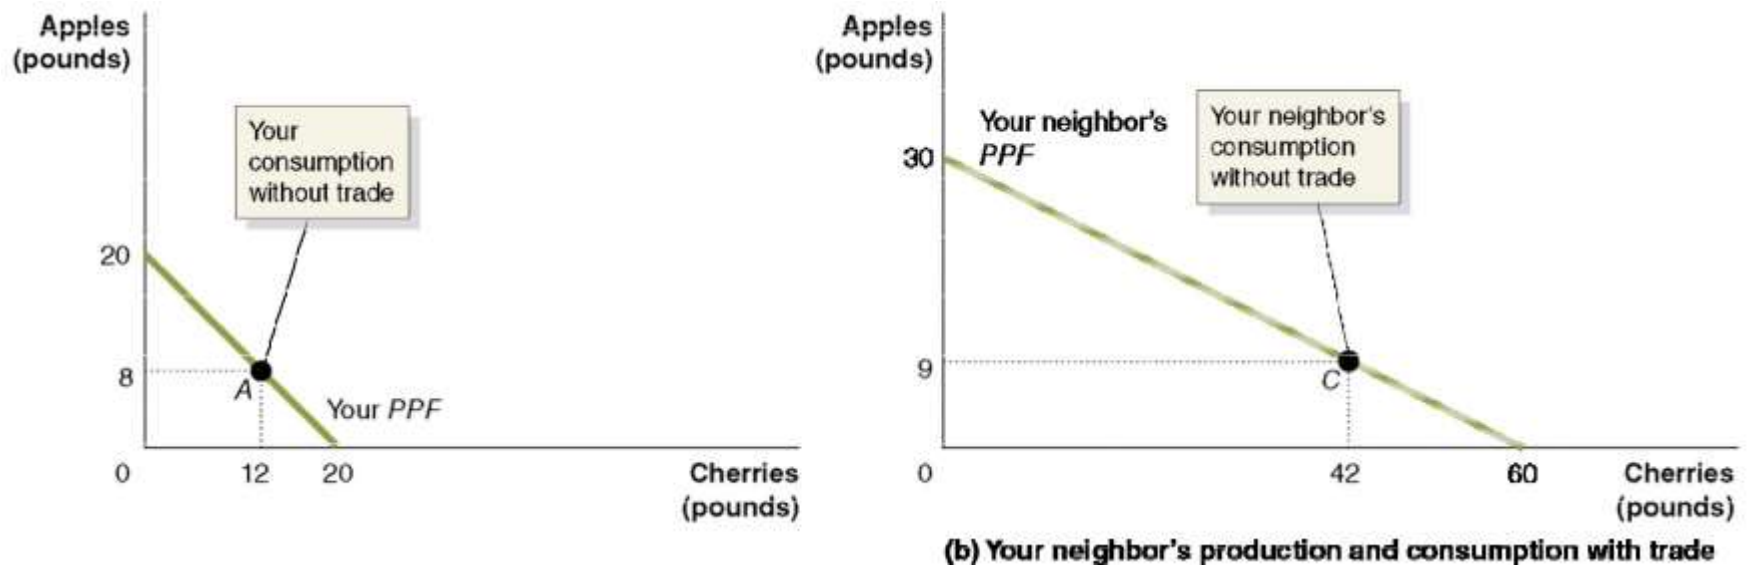 Apples
(pounds)
Your
consumption
without trade
20
8
A
Your PPF
0
12
20
Cherries
(pounds)
Apples
(pounds)
Your neighbor's
PPF
Your neighbor's
consumption
without trade
30
9
C
0
42
60
Cherries
(pounds)
(b) Your neighbor's production and consumption with trade